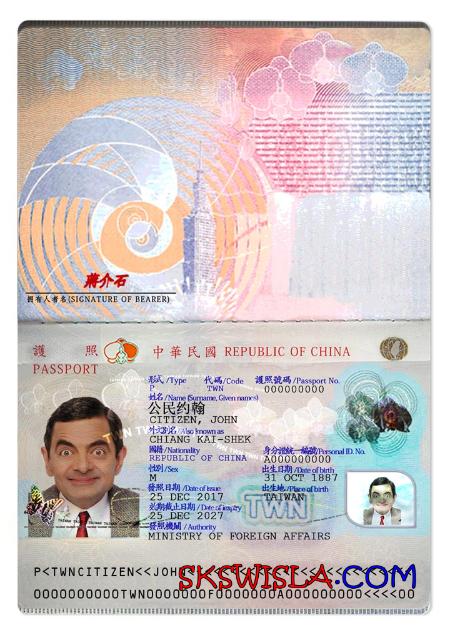 蔣介石
擁有人者名(SIGNATURE OF BEARER)
護 照 中華民國 REPUBLIC OF CHINA
PASSPORT
型式/Type 代碼/Code 護照號碼/Passport No.
P TWN 000000000
姓名/Name (Surname, Given names)
公民约翰
CITIZEN, JOHN
外文別名/Also known as
CHIANG KAI-SHEK
國籍/Nationality 身分證統一編號/Personal ID. No.
REPUBLIC OF CHINA A000000000
性別/Sex 出生日期/Date of birth
M 31 OCT 1887
發照日期/Date of issue 出生地/Place of birth
25 DEC 2017 TAIWAN
效期截止日期/Date of expiry
25 DEC 2027
TWN
發照機關/Authority
MINISTRY OF FOREIGN AFFAIRS
P<TWNCITIZEN<<JOHN
SKSWISLA.COM